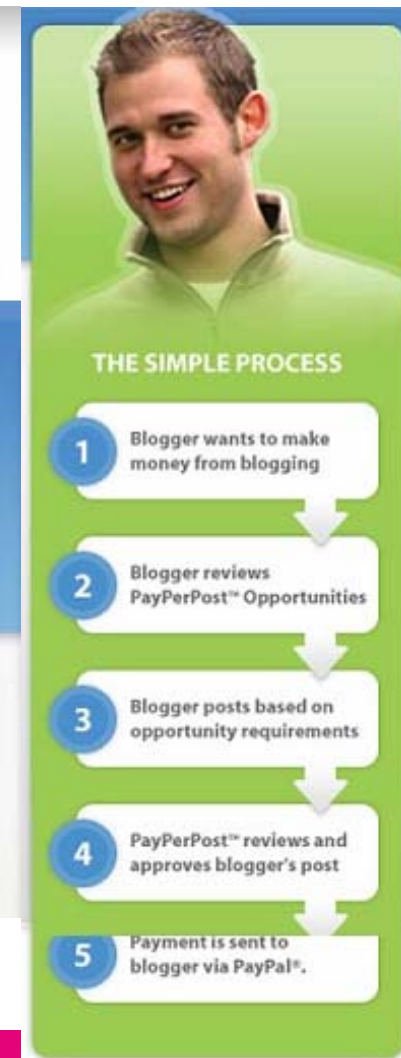 THE SIMPLE PROCESS
1
Blogger wants to make
money from blogging
2
Blogger reviews
PayPerPost™ Opportunities
3
Blogger posts based on
opportunity requirements
4
PayPerPost™ reviews and
approves blogger's post
5
Payment is sent to
blogger via PayPal®.